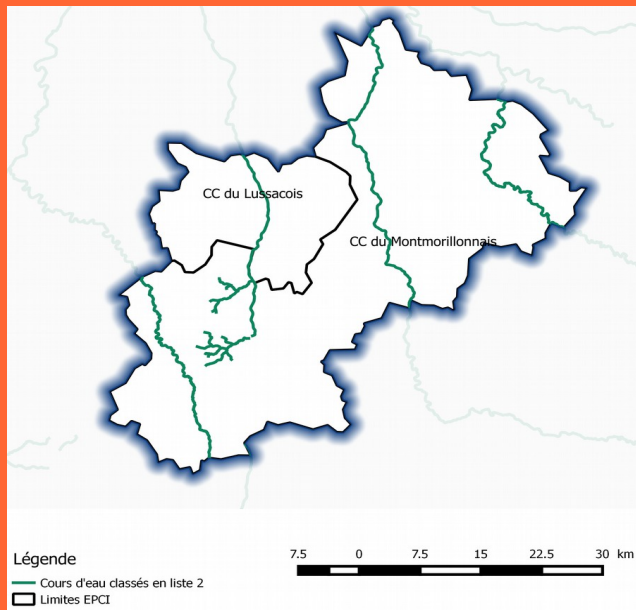 CC du Lussacois
CC du Montmorillonnais
Légende
Cours d'eau classés en liste 2
Limites EPCI
7.5 0 7.5 15 22.5 30 km